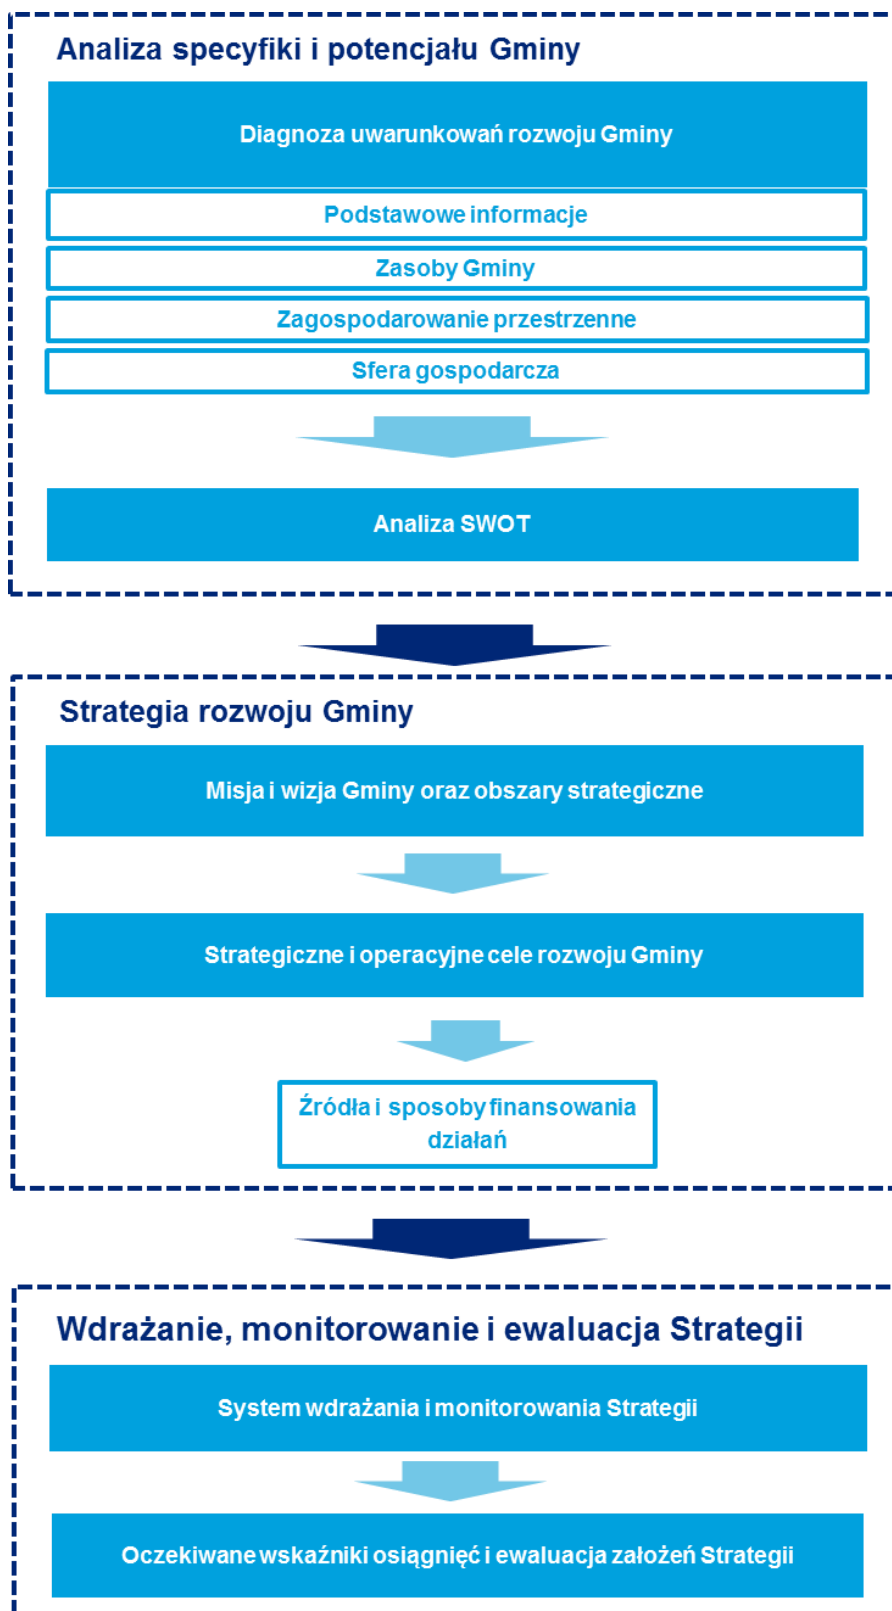 Analiza specyfiki i potencjału Gminy
Diagnoza uwarunkowań rozwoju Gminy
Podstawowe informacje
Zasoby Gminy
Zagospodarowanie przestrzenne
Sfera gospodarcza
Analiza SWOT
Strategia rozwoju Gminy
Misja i wizja Gminy oraz obszary strategiczne
Strategiczne i operacyjne cele rozwoju Gminy
Źródła i sposoby finansowania
działań
Wdrażanie, monitorowanie i ewaluacja Strategii
System wdrażania i monitorowania Strategii
Oczekiwane wskaźniki osiągnięć i ewaluacja założeń Strategii